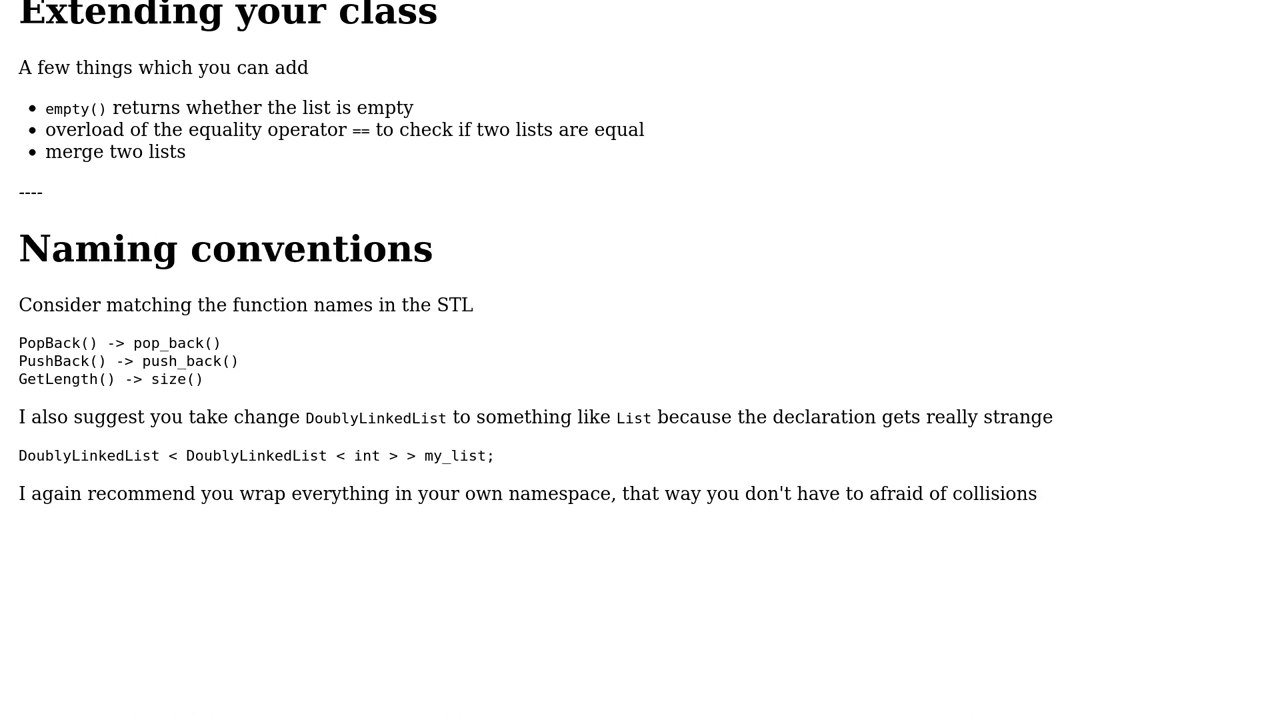 Extending your class
A few things which you can add
• empty() returns whether the list is empty
• overload of the equality operator == to check if two lists are equal
• merge two lists
----
Naming conventions
Consider matching the function names in the STL
PopBack() -> pop_back()
PushBack() -> push_back()
GetLength() -> size()
I also suggest you take change DoublyLinkedList to something like List because the declaration gets really strange
DoublyLinkedList < DoublyLinkedList < int > > my_list;
I again recommend you wrap everything in your own namespace, that way you don't have to afraid of collisions